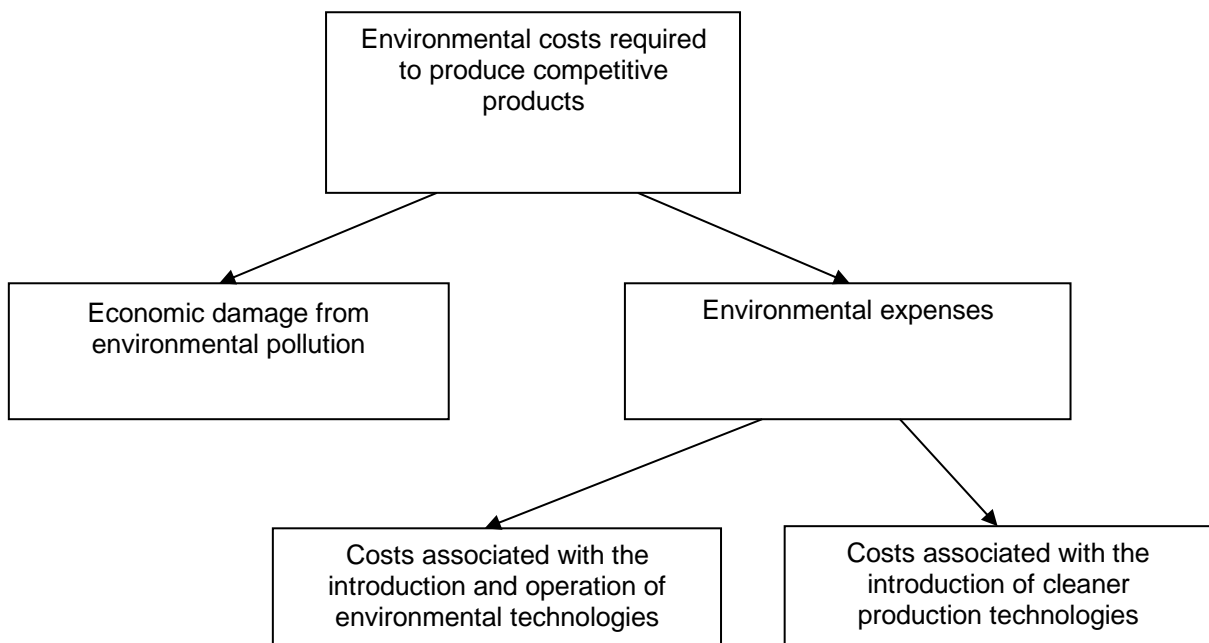 Environmental costs required
to produce competitive
products
Economic damage from
environmental pollution
Environmental expenses
Costs associated with the
introduction and operation of
environmental technologies
Costs associated with the
introduction of cleaner
production technologies